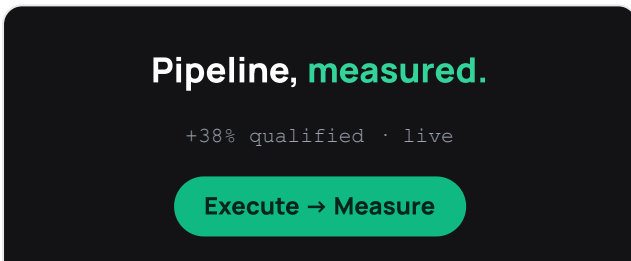 Pipeline, measured.
+38% qualified · live
Execute → Measure